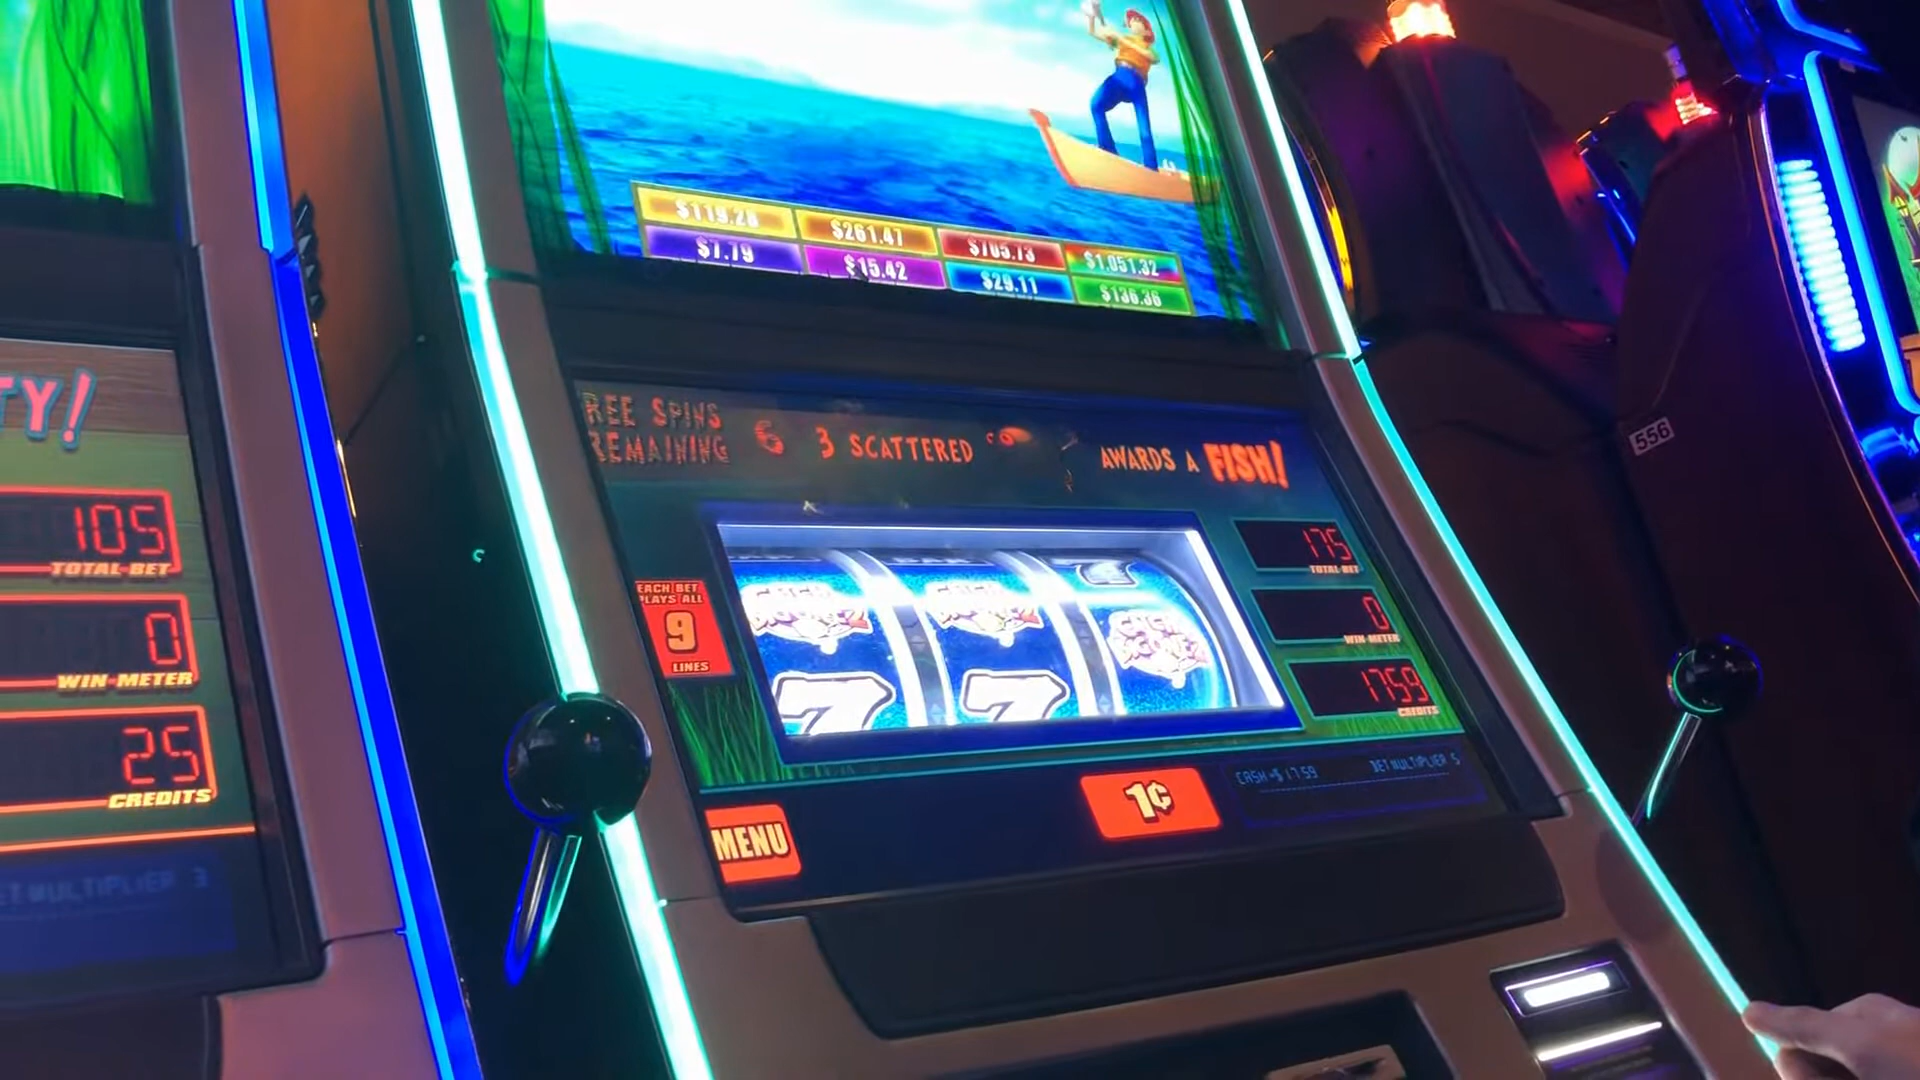 $119.28
$261.47
$705.73
$1,051.32
$7.79
$15.42
$29.11
$136.36
REE SPINS
REMAINING
6
3 SCATTERED
AWARDS A FISH!
TY!
105
TOTAL BET
0
WIN METER
25
CREDITS
ET MULTIPLIER 3
EACH BET
PLAYS ALL
9
LINES
7
7
175
TOTAL BET
0
WIN METER
1759
CREDITS
MENU
1¢
CASH $17.59
BET MULTIPLIER 5
556